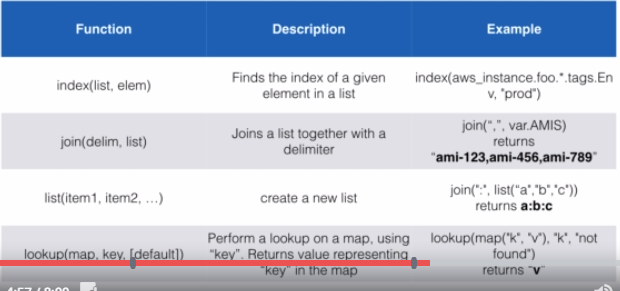 Function Description Example
index(list, elem)
Finds the index of a given
element in a list
index(aws_instance.foo.*.tags.En
v, "prod")
join(delim, list)
Joins a list together with a
delimiter
join(",", var.AMIS)
returns
"ami-123,ami-456,ami-789"
list(item1, item2, …)
create a new list
join(":", list("a","b","c"))
returns a:b:c
lookup(map, key, [default])
Perform a lookup on a map, using
"key". Returns value representing
"key" in the map
lookup(map("k", "v"), "k", "not
found")
returns "v"
4:57 / 8:00